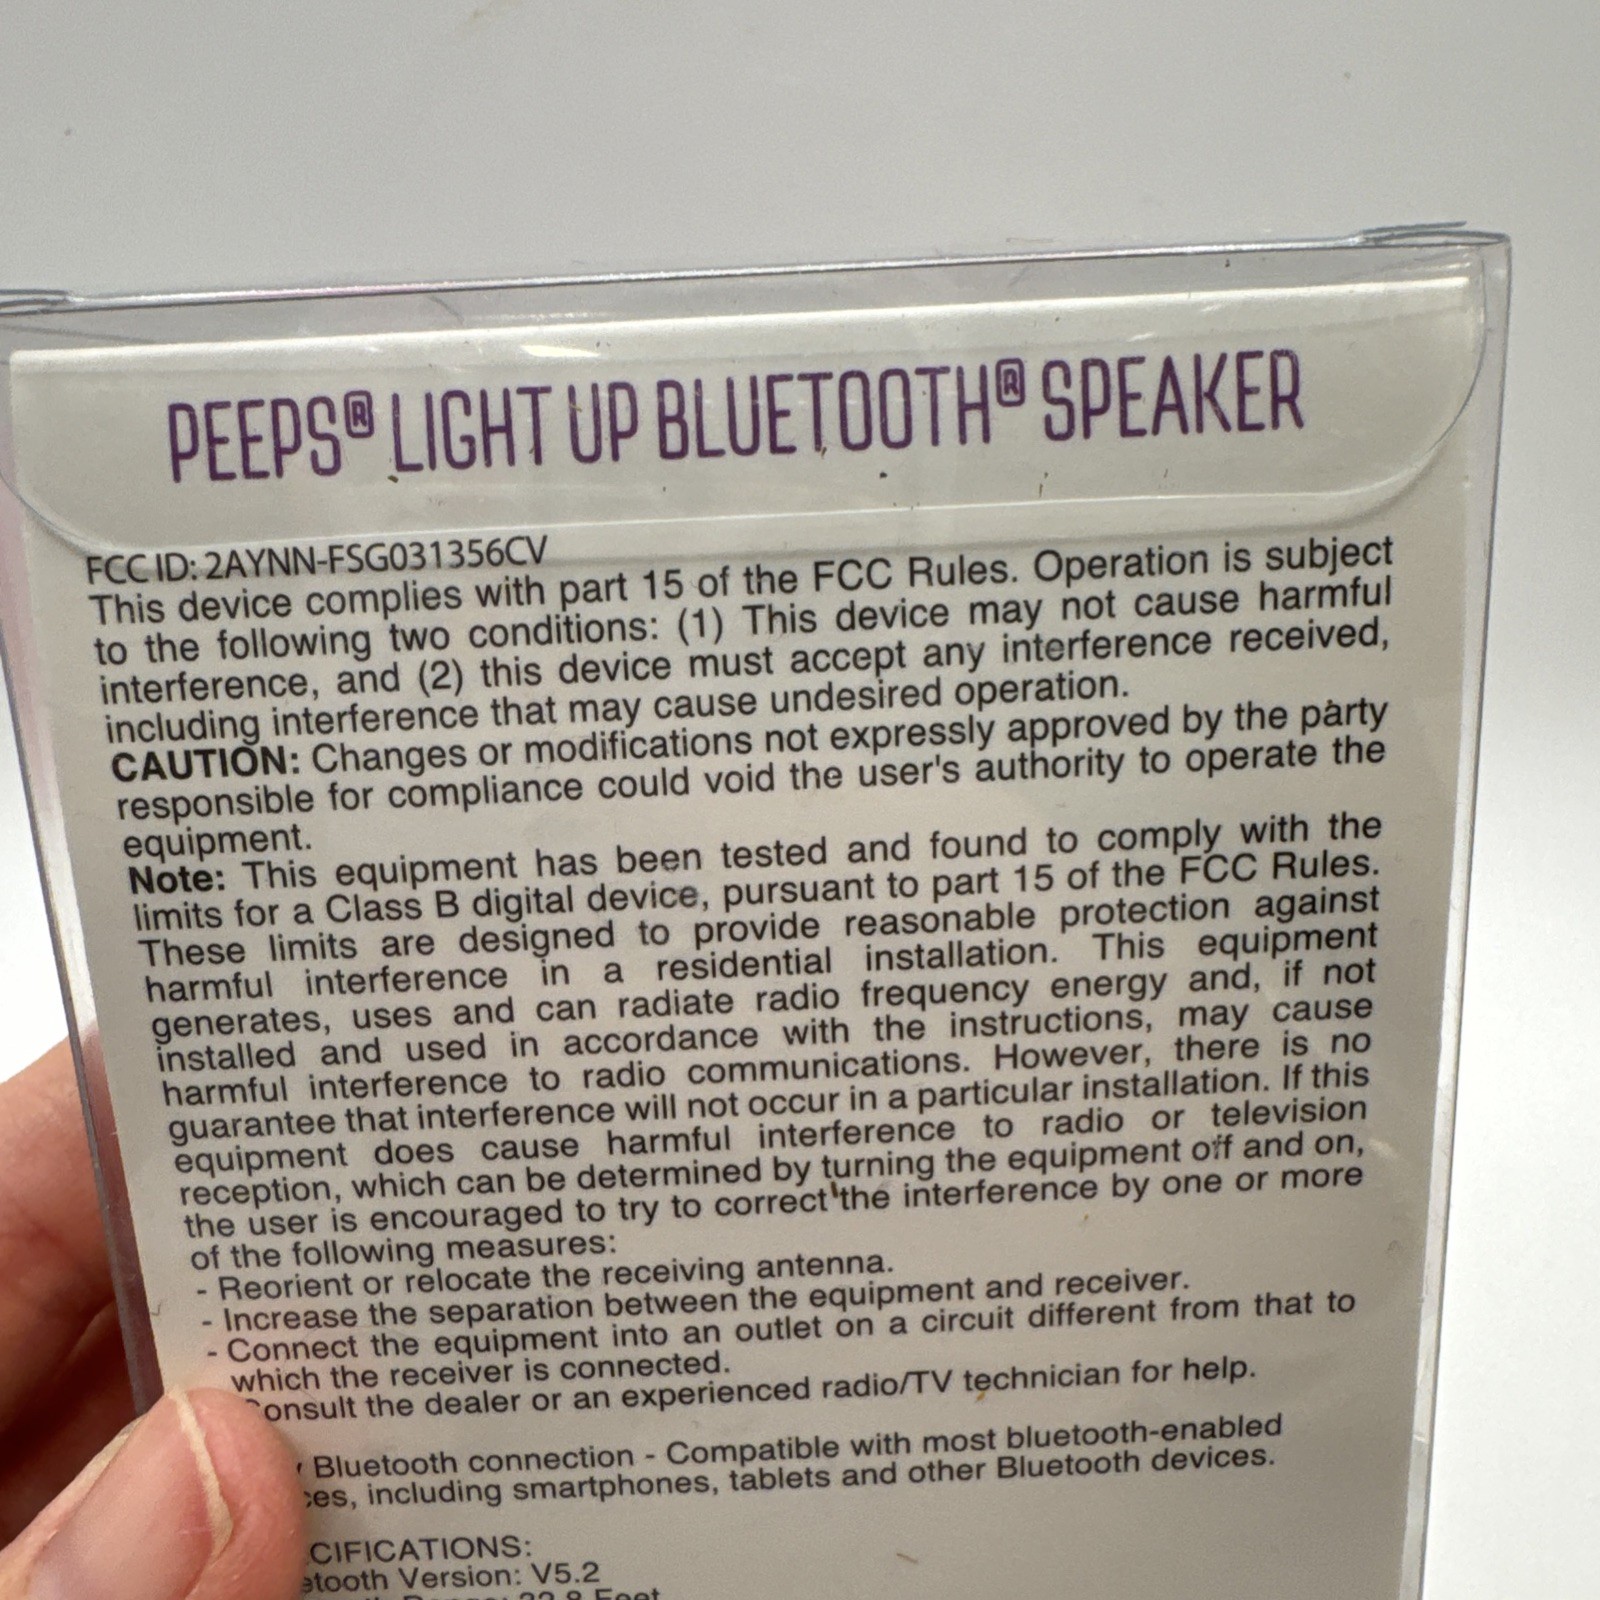 PEEPS® LIGHT UP BLUETOOTH® SPEAKER
FCC ID: 2AYNN-FSG031356CV
This device complies with part 15 of the FCC Rules. Operation is subject
to the following two conditions: (1) This device may not cause harmful
interference, and (2) this device must accept any interference received,
including interference that may cause undesired operation.
CAUTION: Changes or modifications not expressly approved by the party
responsible for compliance could void the user's authority to operate the
equipment.
Note: This equipment has been tested and found to comply with the
limits for a Class B digital device, pursuant to part 15 of the FCC Rules.
These limits are designed to provide reasonable protection against
harmful interference in a residential installation. This equipment
generates, uses and can radiate radio frequency energy and, if not
installed and used in accordance with the instructions, may cause
harmful interference to radio communications. However, there is no
guarantee that interference will not occur in a particular installation. If this
equipment does cause harmful interference to radio or television
reception, which can be determined by turning the equipment off and on,
the user is encouraged to try to correct the interference by one or more
of the following measures:
- Reorient or relocate the receiving antenna.
- Increase the separation between the equipment and receiver.
- Connect the equipment into an outlet on a circuit different from that to
which the receiver is connected.
Consult the dealer or an experienced radio/TV technician for help.
Bluetooth connection - Compatible with most bluetooth-enabled
including smartphones, tablets and other Bluetooth devices.
CIFICATIONS:
etooth Version: V5.2